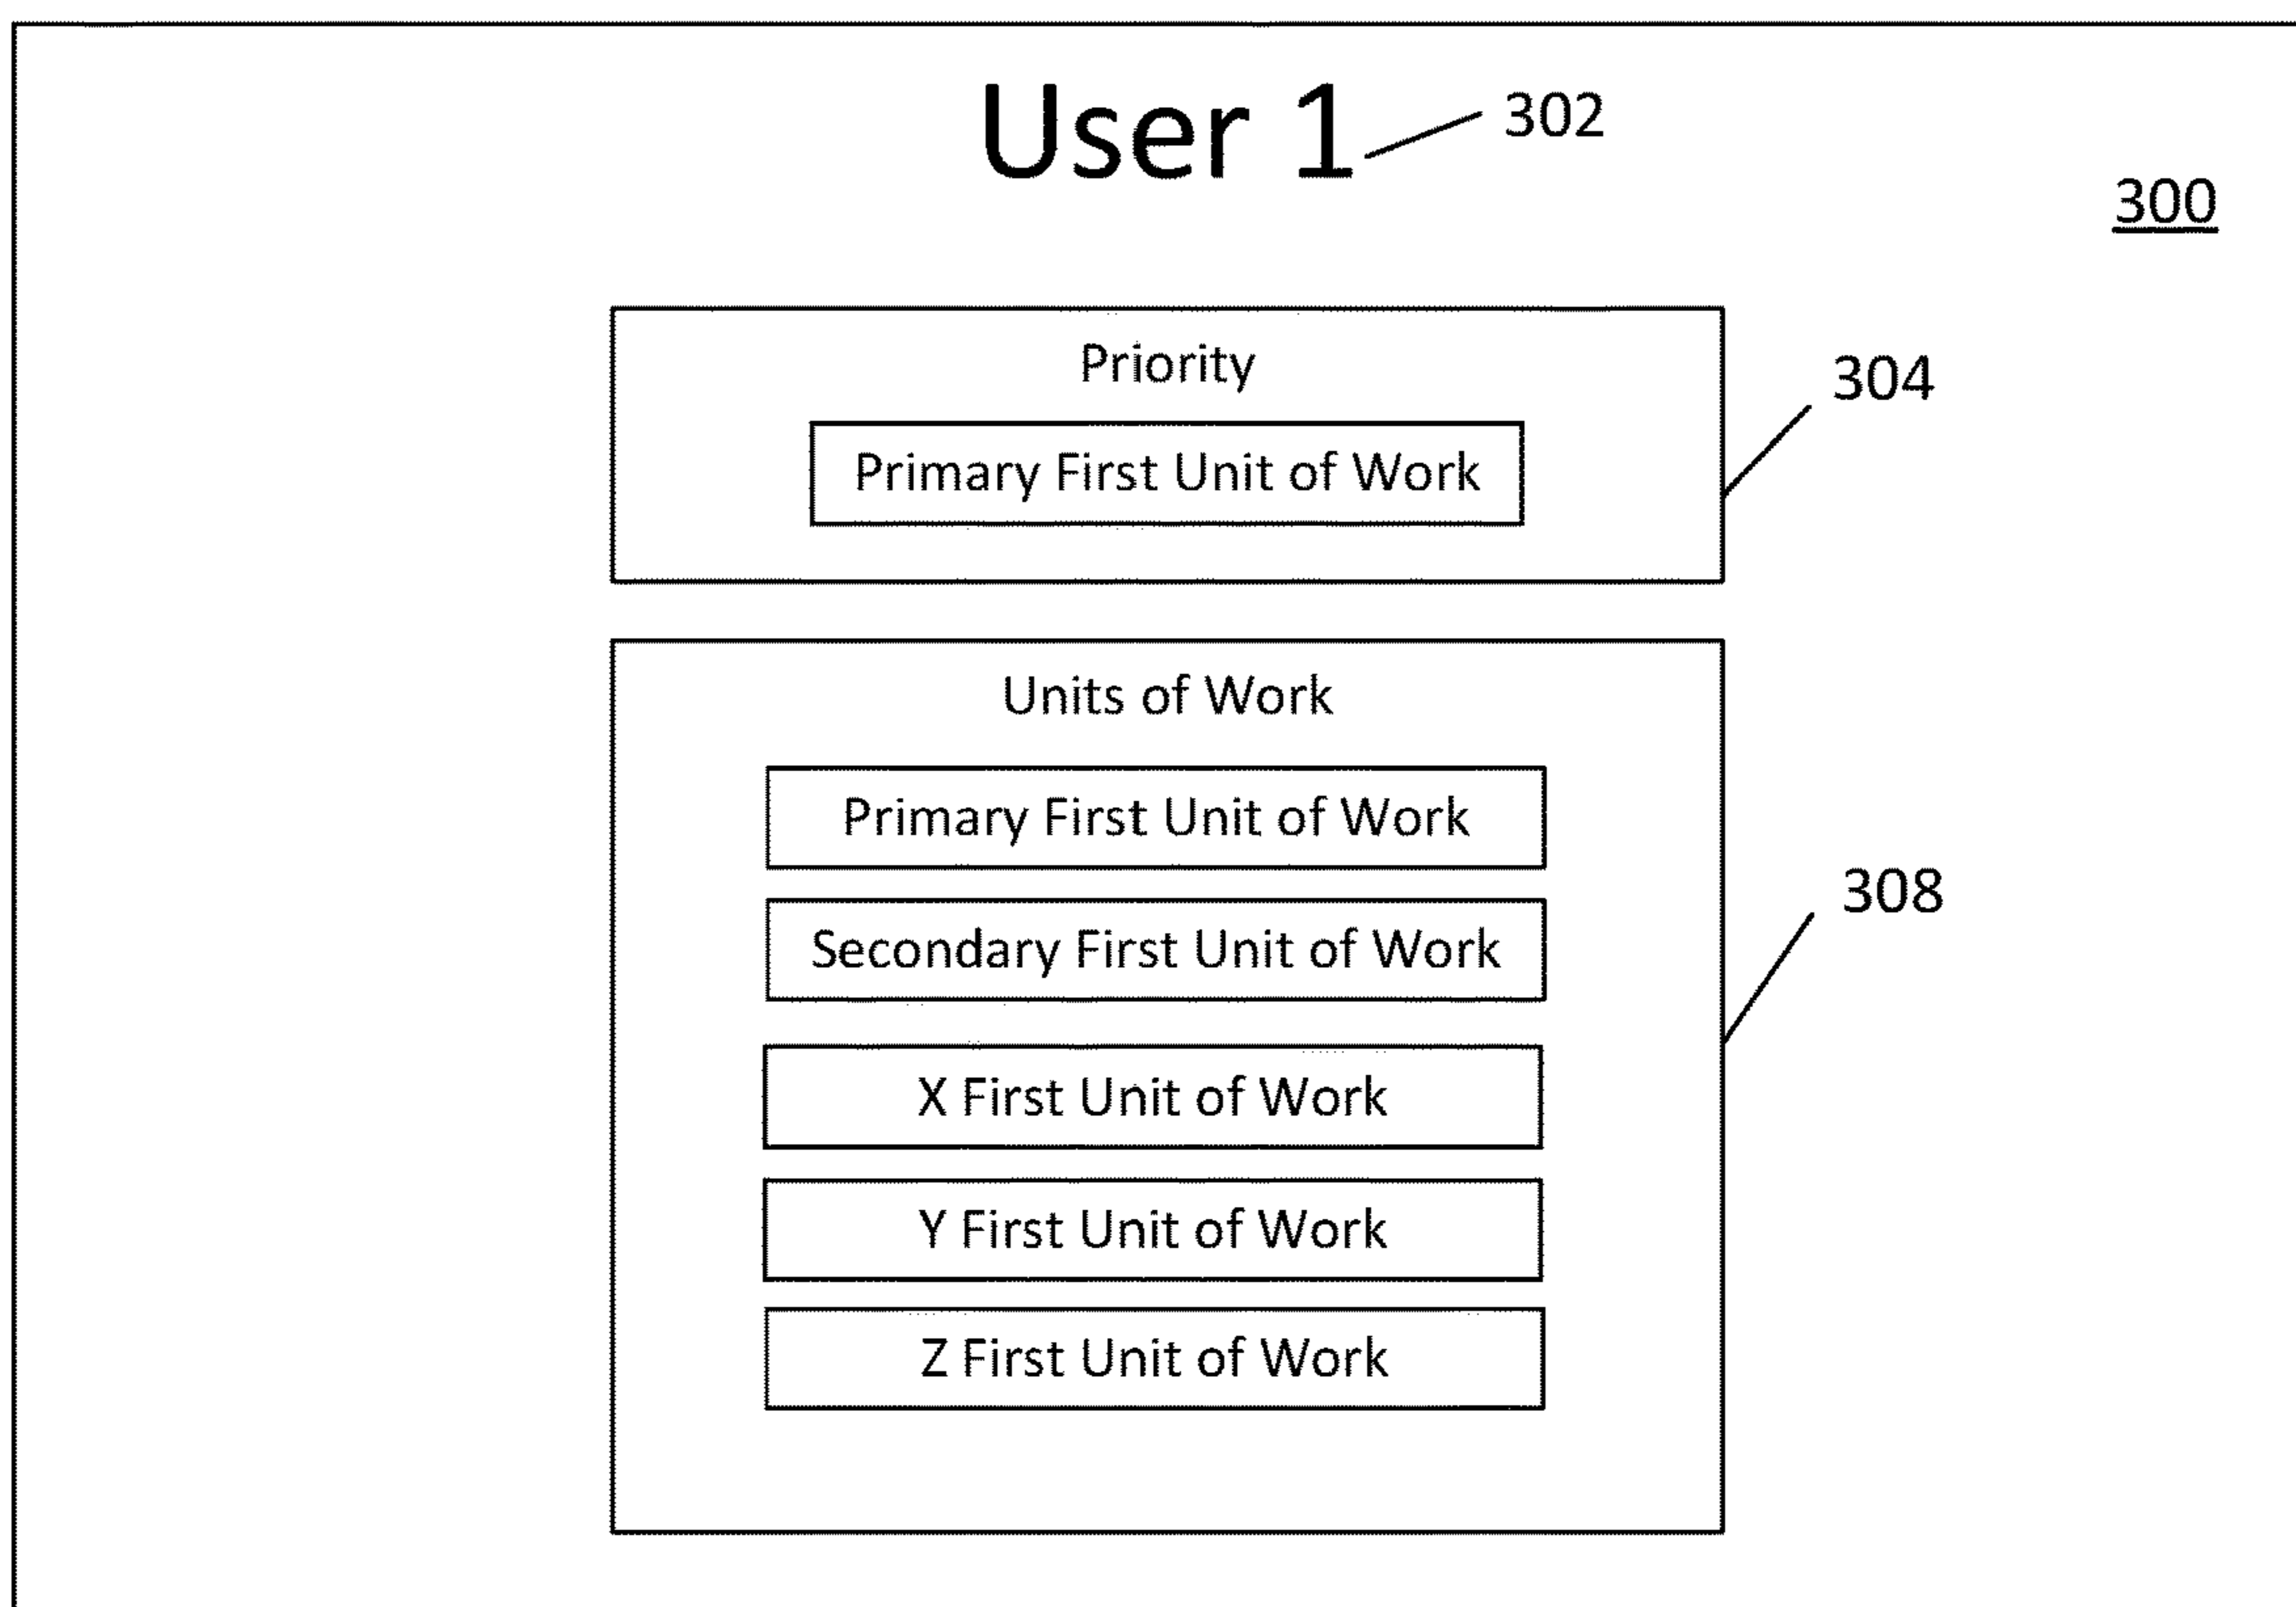 User 1 302
300
Priority
304
Primary First Unit of Work
Units of Work
Primary First Unit of Work
308
Secondary First Unit of Work
X First Unit of Work
Y First Unit of Work
Z First Unit of Work